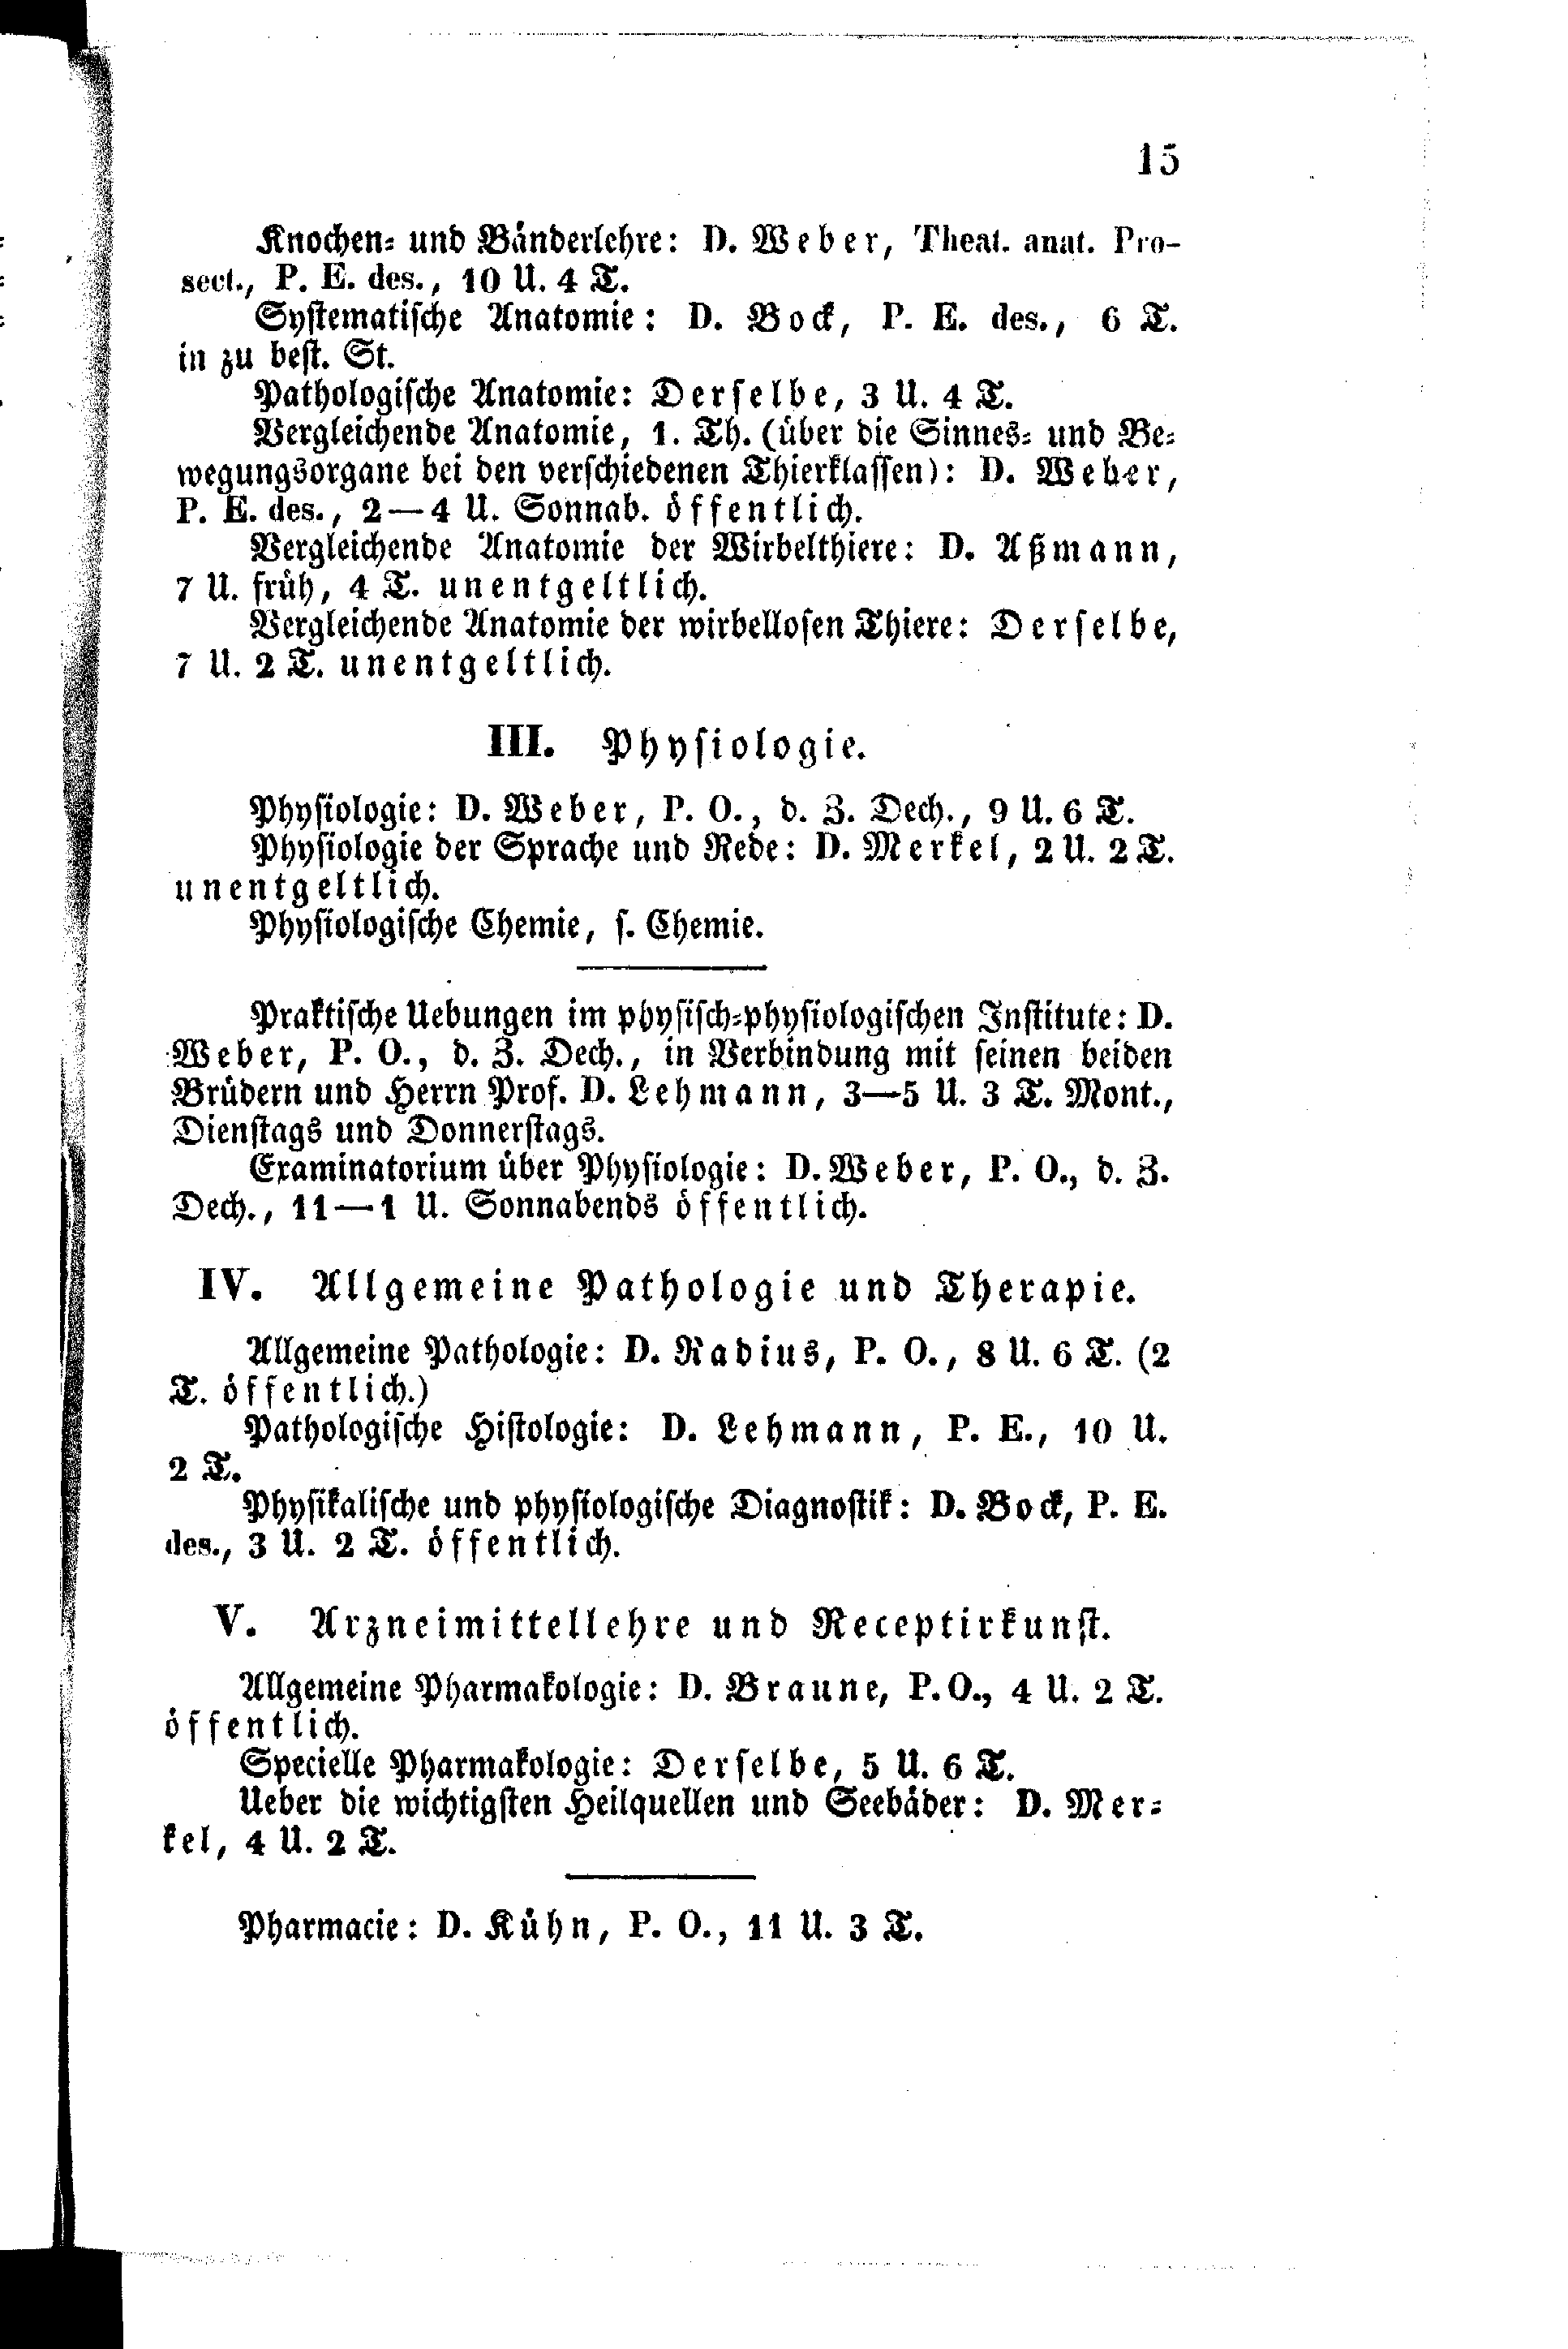 15
Knochen- und Bänderlehre: D. Weber, Theat. anat. Pro-
sect., P. E. des., 10 U. 4 T.
Systematische Anatomie: D. Bock, P. E. des., 6 T.
in zu best. St.
Pathologische Anatomie: Derselbe, 3 U. 4 T.
Vergleichende Anatomie, 1. Th. (über die Sinnes- und Be-
wegungsorgane bei den verschiedenen Thierklassen): D. Weber,
P. E. des., 2—4 U. Sonnab. öffentlich.
Vergleichende Anatomie der Wirbelthiere: D. Aßmann,
7 U. früh, 4 T. unentgeltlich.
Vergleichende Anatomie der wirbellosen Thiere: Derselbe,
7 U. 2 T. unentgeltlich.
III. Physiologie.
Physiologie: D. Weber, P. O., d. Z. Dech., 9 U. 6 T.
Physiologie der Sprache und Rede: D. Merkel, 2 U. 2 T.
unentgeltlich.
Physiologische Chemie, s. Chemie.
Praktische Uebungen im physisch-physiologischen Institute: D.
Weber, P. O., d. Z. Dech., in Verbindung mit seinen beiden
Brüdern und Herrn Prof. D. Lehmann, 3—5 U. 3 T. Mont.,
Dienstags und Donnerstags.
Examinatorium über Physiologie: D. Weber, P. O., d. Z.
Dech., 11—1 U. Sonnabends öffentlich.
IV. Allgemeine Pathologie und Therapie.
Allgemeine Pathologie: D. Radius, P. O., 8 U. 6 T. (2
T. öffentlich.)
Pathologische Histologie: D. Lehmann, P. E., 10 U.
2 T.
Physikalische und physiologische Diagnostik: D. Bock, P. E.
des., 3 U. 2 T. öffentlich.
V. Arzneimittellehre und Receptirkunst.
Allgemeine Pharmakologie: D. Braune, P. O., 4 U. 2 T.
öffentlich.
Specielle Pharmakologie: Derselbe, 5 U. 6 T.
Ueber die wichtigsten Heilquellen und Seebäder: D. Mer-
kel, 4 U. 2 T.
Pharmacie: D. Kühn, P. O., 11 U. 3 T.